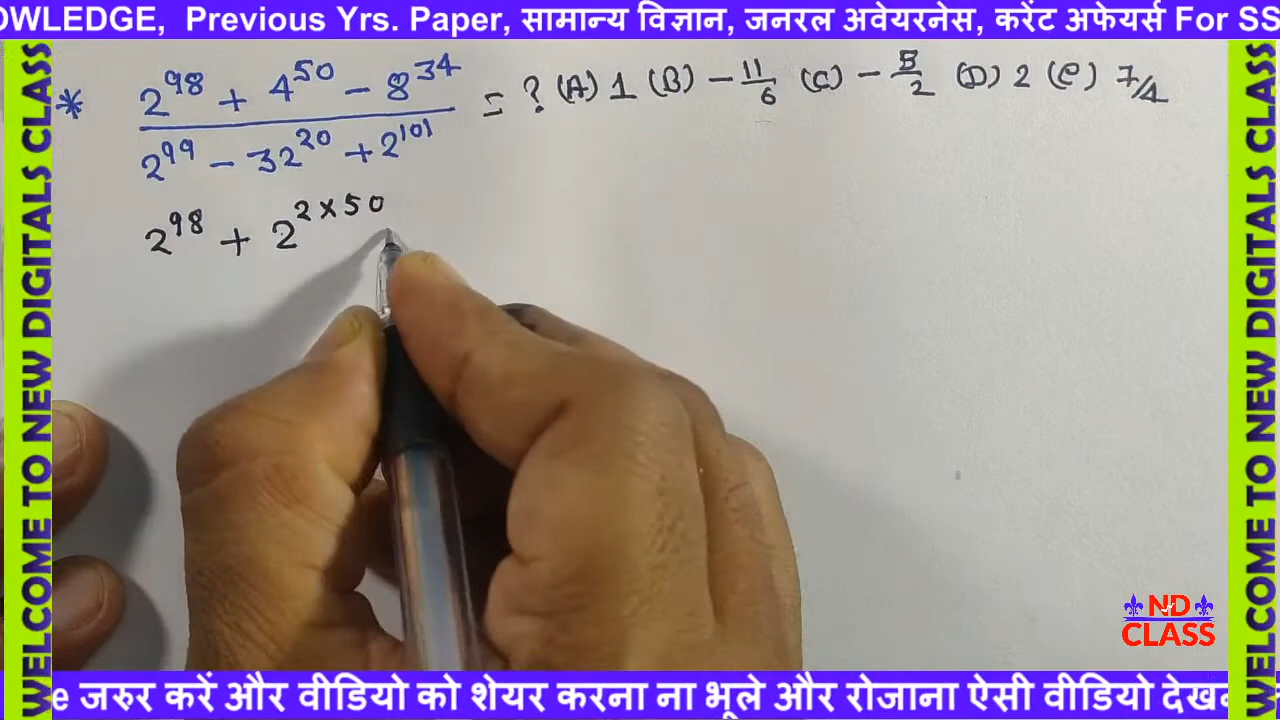 OWLEDGE, Previous Yrs. Paper, सामान्य विज्ञान, जनरल अवेयरनेस, करेंट अफेयर्स For SS
WELCOME TO NEW DIGITALS CLASS
* 2^98 + 4^50 - 8^34 / 2^99 - 32^20 + 2^101 = ? (A) 1 (B) - 11/6 (C) - 5/2 (D) 2 (E) 7/4
2^98 + 2^2×50
ND
CLASS
WELCOME TO NEW DIGITALS CLASS
e जरुर करें और वीडियो को शेयर करना ना भूले और रोजाना ऐसी वीडियो देखन